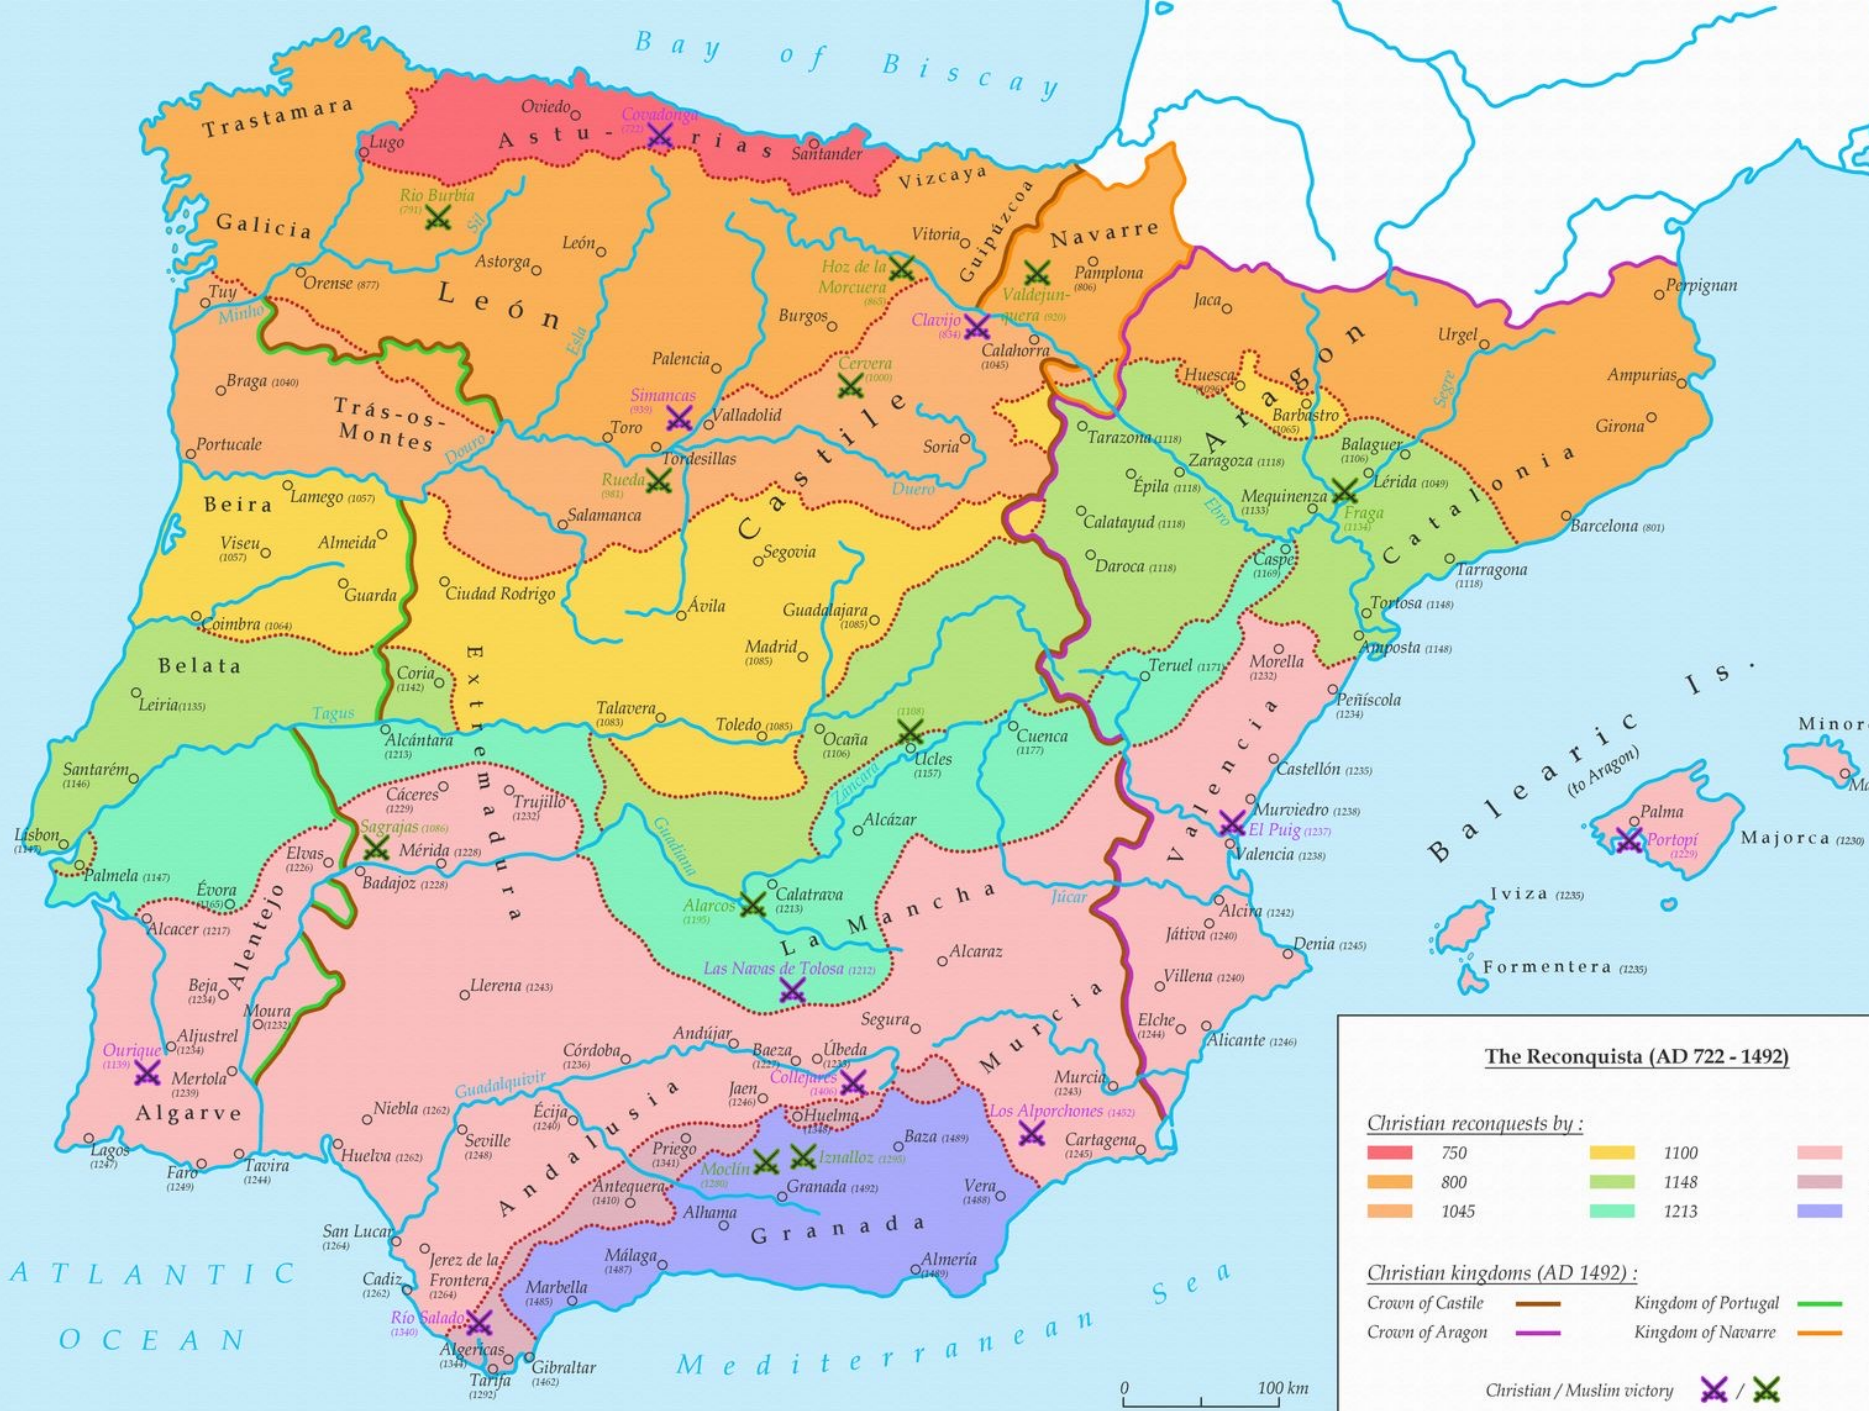 Bay of Biscay
Trastamara
Oviedo
Covadonga
(722)
Astu-rias
Santander
Lugo
Vizcaya
Guipúzcoa
Rio Burbia
(791)
Sil
Galicia
León
Astorga
Vitoria
Navarre
Pamplona
(806)
Hoz de la
Morcuera
(865)
Valdejun-
quera (920)
Orense (877)
Tuy
Minho
León
Esla
Burgos
Clavijo
(834)
Calahorra
(1045)
Jaca
Perpignan
Urgel
Aragon
Palencia
Cervera
(1000)
Huesca
(1096)
Barbastro
(1065)
Segre
Ampurias
Girona
Braga (1040)
Trás-os-
Montes
Simancas
(939)
Valladolid
Toro
Tordesillas
Castile
Soria
Tarazona (1118)
Zaragoza (1118)
Balaguer
(1106)
Lérida (1049)
Catalonia
Portucale
Douro
Rueda
(981)
Duero
Épila (1118)
Mequinenza
(1133)
Fraga
(1134)
Ebro
Barcelona (801)
Beira
Lamego (1057)
Salamanca
Calatayud (1118)
Viseu
(1057)
Almeida
Segovia
Daroca (1118)
Caspe
(1169)
Tarragona
(1118)
Guarda
Ciudad Rodrigo
Ávila
Guadalajara
(1085)
Tortosa (1148)
Coimbra (1064)
Madrid
(1085)
Amposta (1148)
Belata
Extremadura
Coria
(1142)
Teruel (1171)
Morella
(1232)
Peñíscola
(1234)
Leiria(1135)
Tagus
Talavera
(1083)
Toledo (1085)
(1108)
Ocaña
(1106)
Ucles
(1157)
Cuenca
(1177)
Valencia
Balearic Is.
(to Aragon)
Minor
Alcántara
(1213)
Santarém
(1146)
Cáceres
(1229)
Trujillo
(1232)
Záncara
Castellón (1235)
Murviedro (1238)
El Puig (1237)
Valencia (1238)
Palma
Portopí
(1229)
Majorca (1230)
Ma
Lisbon
(1147)
Sagrajas (1086)
Mérida (1228)
Elvas
(1226)
Badajoz (1228)
Guadiana
Alcázar
Palmela (1147)
Évora
(1165)
Alarcos
(1195)
Calatrava
(1213)
La Mancha
Júcar
Alcira (1242)
Játiva (1240)
Denia (1245)
Iviza (1235)
Formentera (1235)
Alcacer (1217)
Alentejo
Las Navas de Tolosa (1212)
Alcaraz
Villena (1240)
Beja
(1234)
Llerena (1243)
Moura
(1232)
Segura
Murcia
Elche
(1244)
Alicante (1246)
Aljustrel
(1234)
Ourique
(1139)
Mertola
(1239)
Andújar
Córdoba
(1236)
Baeza
(1227)
Úbeda
(1233)
Collejares
(1406)
Guadalquivir
Jaen
(1246)
Murcia
(1243)
Algarve
Niebla (1262)
Écija
(1240)
Andalusia
Huelma
(1348)
Los Alporchones (1452)
Cartagena
(1245)
Lagos
(1247)
Faro
(1249)
Tavira
(1244)
Huelva (1262)
Seville
(1248)
Priego
(1341)
Moclín
(1280)
Iznalloz (1295)
Baza (1489)
Antequera
(1410)
Granada (1492)
Vera
(1488)
Alhama
Granada
San Lucar
(1264)
Jerez de la
Frontera
(1264)
Málaga
(1487)
Almería
(1489)
Cadiz
(1262)
Marbella
(1485)
Río Salado
(1340)
Algericas
(1344)
Tarifa
(1292)
Gibraltar
(1462)
ATLANTIC
OCEAN
Mediterranean Sea
0 100 km
The Reconquista (AD 722 - 1492)
Christian reconquests by :
750 1100
800 1148
1045 1213
Christian kingdoms (AD 1492) :
Crown of Castile Kingdom of Portugal
Crown of Aragon Kingdom of Navarre
Christian / Muslim victory /